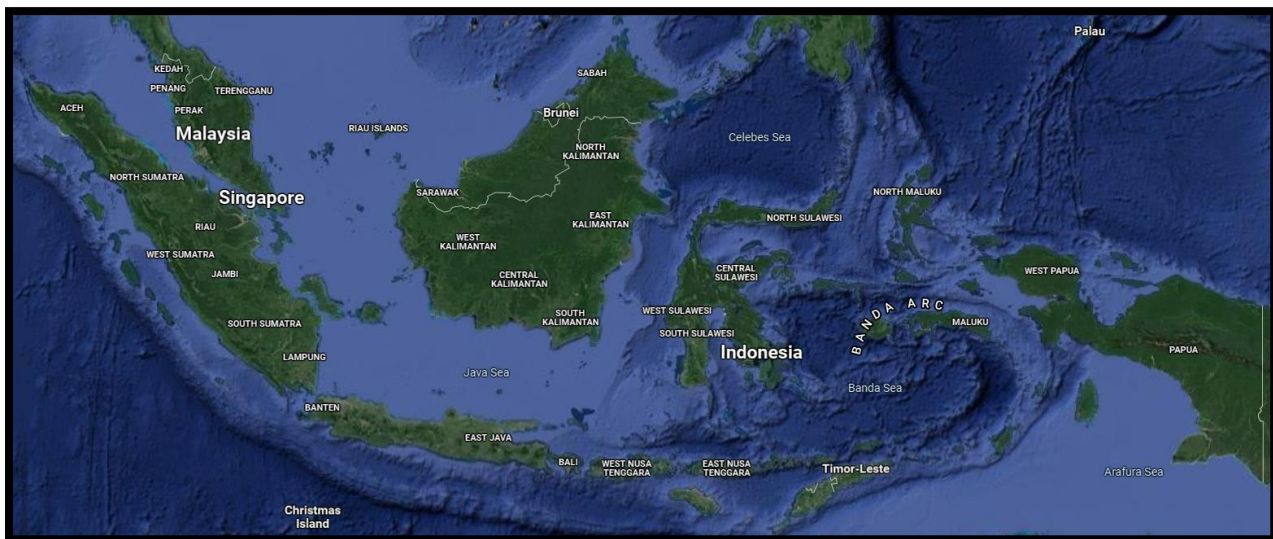 Palau
KEDAH
PENANG
TERENGGANU
PERAK
ACEH
Malaysia
RIAU ISLANDS
SABAH
Brunei
NORTH
KALIMANTAN
Celebes Sea
NORTH SUMATRA
Singapore
SARAWAK
NORTH MALUKU
RIAU
EAST
KALIMANTAN
NORTH SULAWESI
WEST
KALIMANTAN
WEST SUMATRA
JAMBI
CENTRAL
KALIMANTAN
CENTRAL
SULAWESI
WEST PAPUA
BANDA ARC
SOUTH SUMATRA
SOUTH
KALIMANTAN
WEST SULAWESI
SOUTH SULAWESI
MALUKU
LAMPUNG
Indonesia
PAPUA
Java Sea
Banda Sea
BANTEN
EAST JAVA
BALI
WEST NUSA
TENGGARA
EAST NUSA
TENGGARA
Timor-Leste
Arafura Sea
Christmas
Island